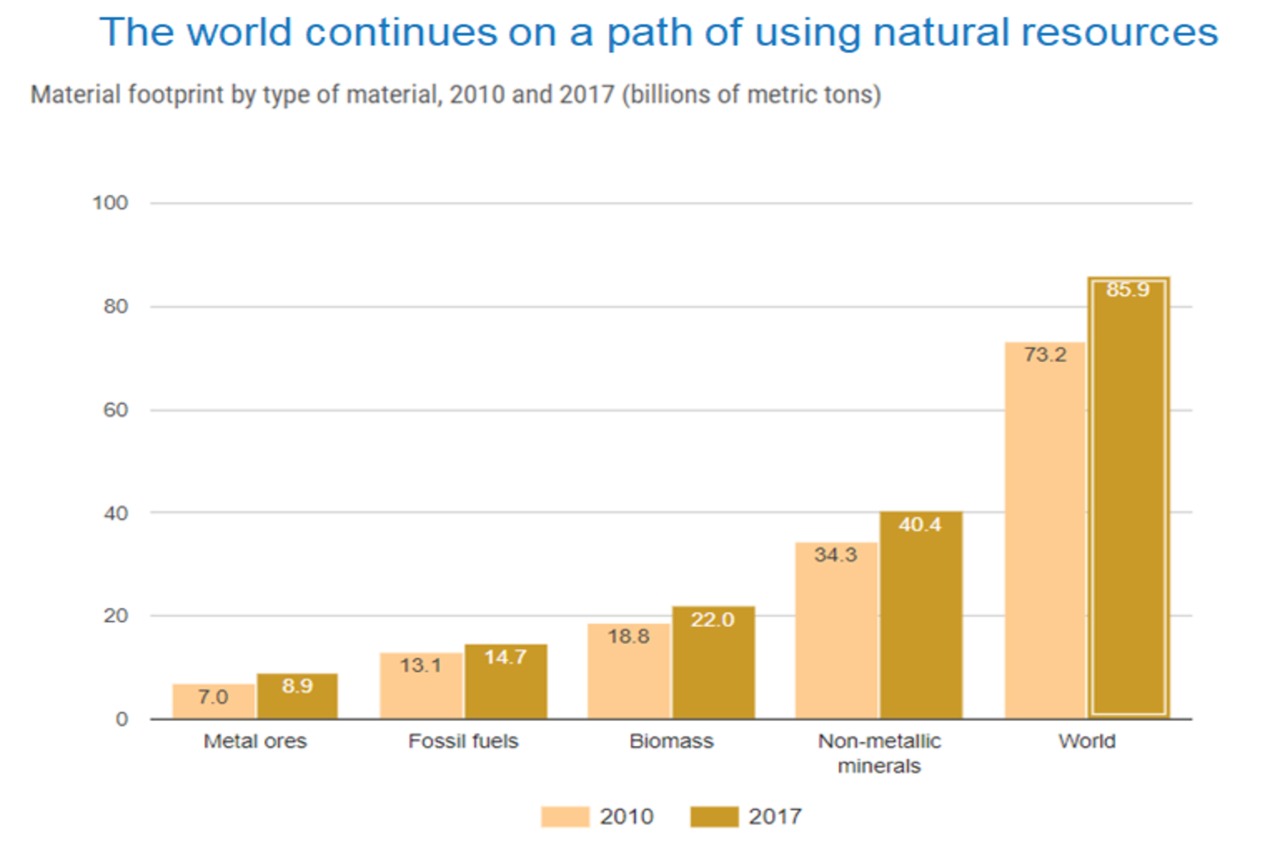 The world continues on a path of using natural resources
Material footprint by type of material, 2010 and 2017 (billions of metric tons)
100
80
60
40
20
0
7.0
8.9
13.1
14.7
18.8
22.0
34.3
40.4
73.2
85.9
Metal ores
Fossil fuels
Biomass
Non-metallic
minerals
World
2010
2017